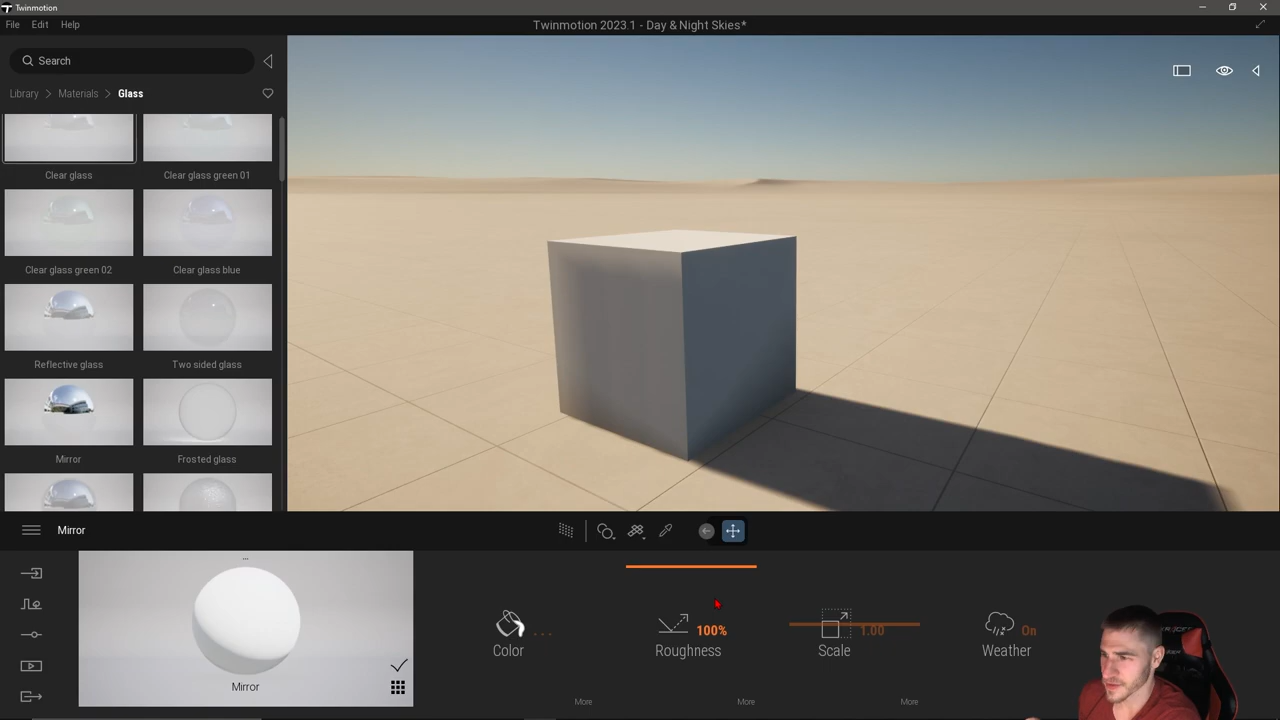 Twinmotion
File Edit Help
Twinmotion 2023.1 - Day & Night Skies*
Search
Library > Materials > Glass
Clear glass
Clear glass green 01
Clear glass green 02
Clear glass blue
Reflective glass
Two sided glass
Mirror
Frosted glass
Mirror
...
Mirror
Color ...
Roughness 100%
Scale 1.00
Weather On
More
More
More